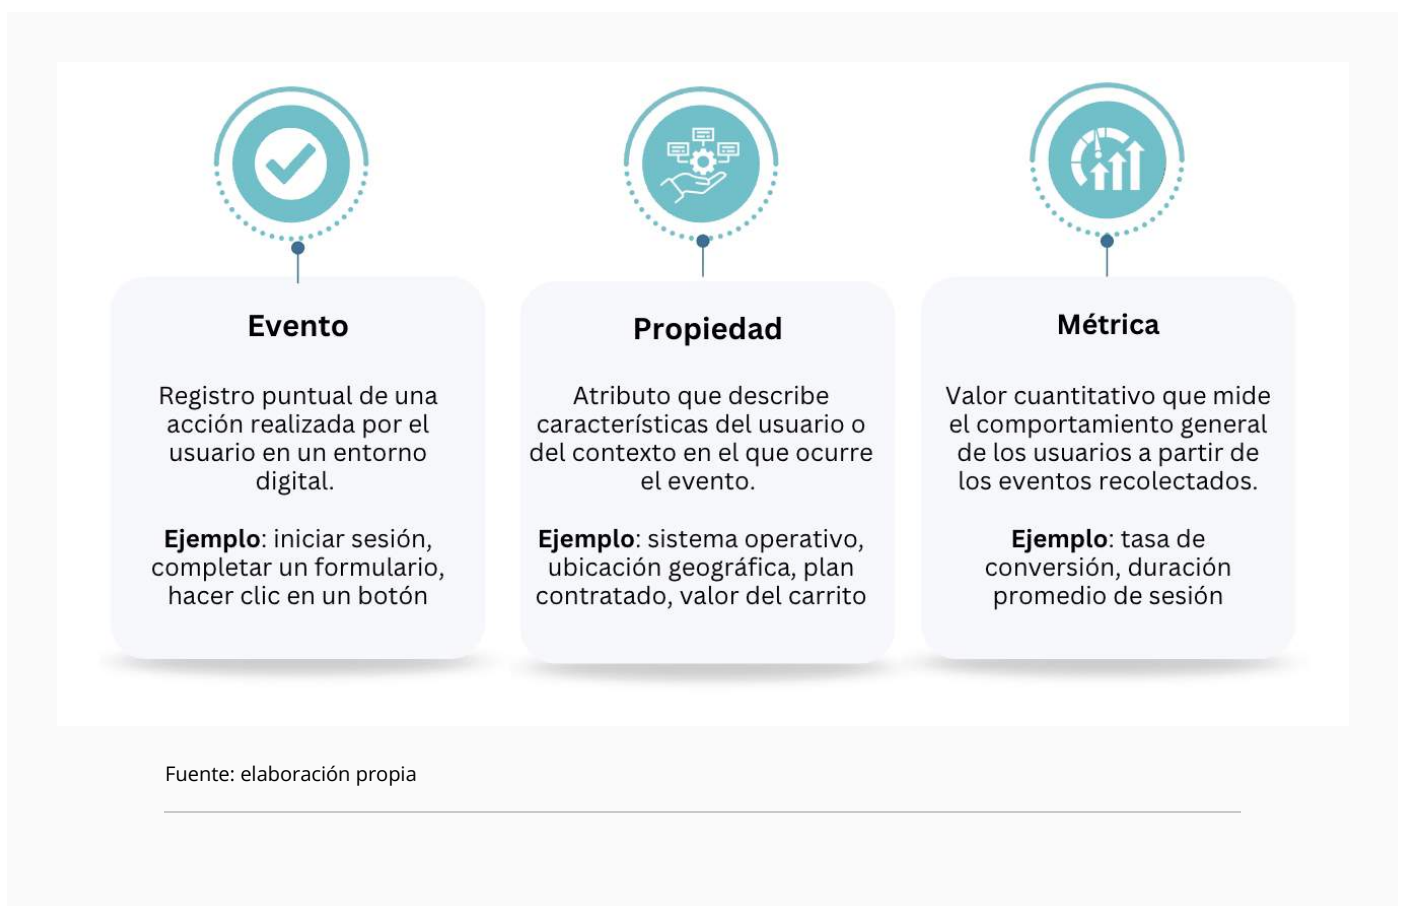 Evento
Registro puntual de una
acción realizada por el
usuario en un entorno
digital.
Ejemplo: iniciar sesión,
completar un formulario,
hacer clic en un botón
Propiedad
Atributo que describe
características del usuario o
del contexto en el que ocurre
el evento.
Ejemplo: sistema operativo,
ubicación geográfica, plan
contratado, valor del carrito
Métrica
Valor cuantitativo que mide
el comportamiento general
de los usuarios a partir de
los eventos recolectados.
Ejemplo: tasa de
conversión, duración
promedio de sesión
Fuente: elaboración propia